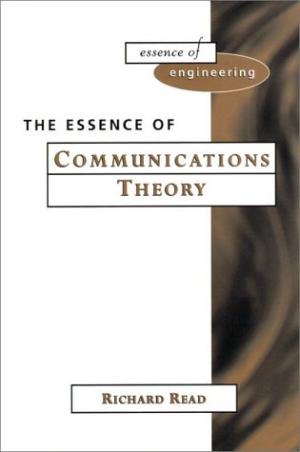 essence of
engineering
THE ESSENCE OF
COMMUNICATIONS
THEORY
RICHARD READ